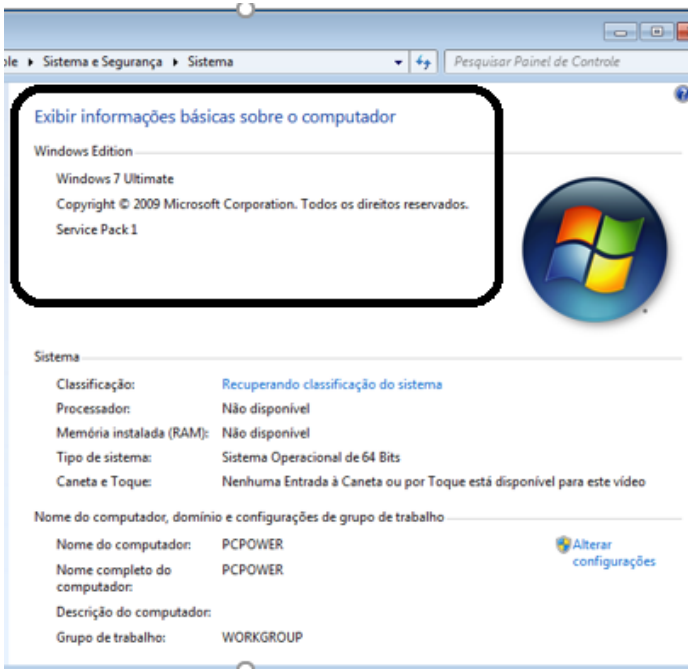 Sistema e Segurança ▸ Sistema
Pesquisar Painel de Controle
Exibir informações básicas sobre o computador
Windows Edition
Windows 7 Ultimate
Copyright © 2009 Microsoft Corporation. Todos os direitos reservados.
Service Pack 1
Sistema
Classificação: Recuperando classificação do sistema
Processador: Não disponível
Memória instalada (RAM): Não disponível
Tipo de sistema: Sistema Operacional de 64 Bits
Caneta e Toque: Nenhuma Entrada à Caneta ou por Toque está disponível para este vídeo
Nome do computador, domínio e configurações de grupo de trabalho
Nome do computador: PCPOWER
Alterar
configurações
Nome completo do PCPOWER
computador:
Descrição do computador:
Grupo de trabalho: WORKGROUP